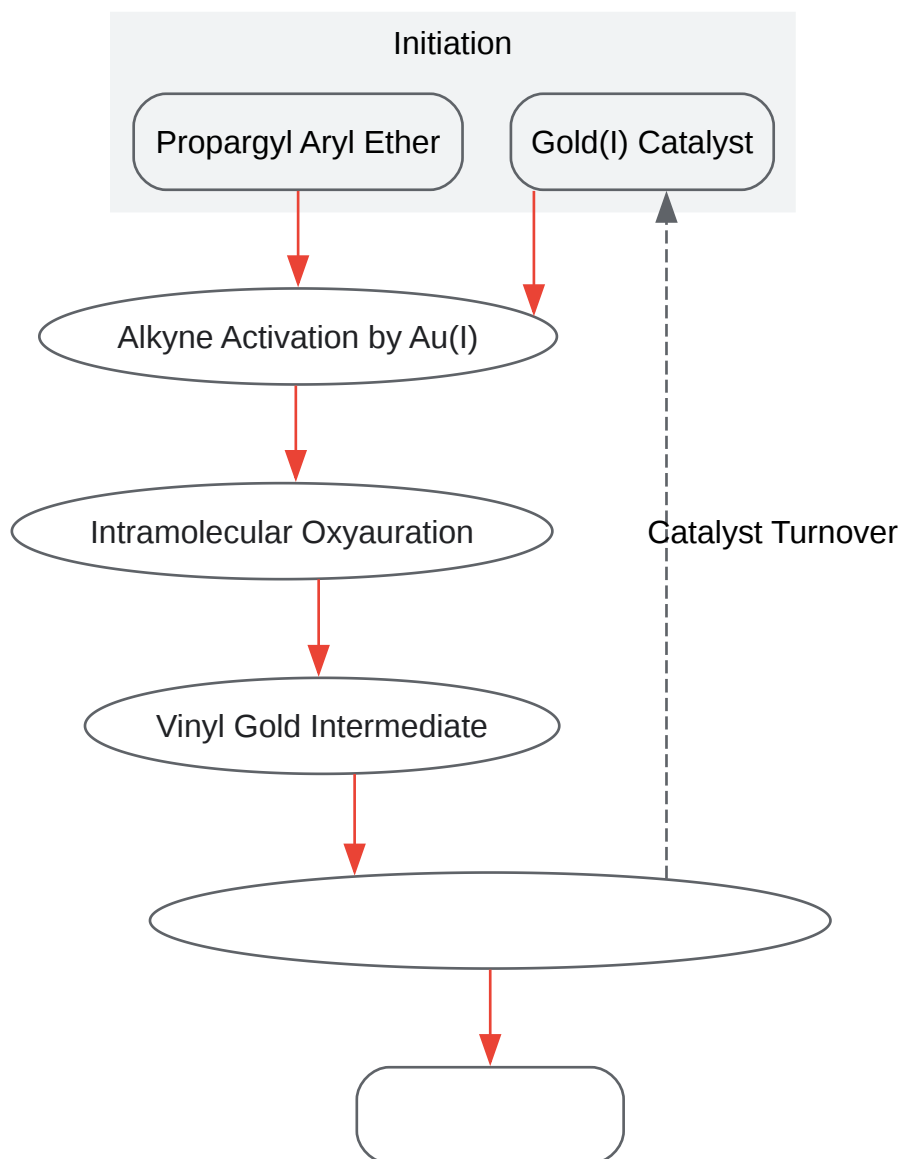 Initiation
Propargyl Aryl Ether
Gold(I) Catalyst
Alkyne Activation by Au(I)
Intramolecular Oxyauration
Catalyst Turnover
Vinyl Gold Intermediate